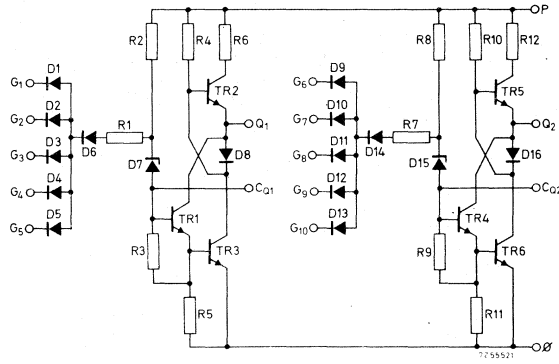 P
R2 R4 R6 R8 R10 R12
D1 D9
G1 G6
TR2 TR5
D2 D10
G2 Q1 G7 Q2
R1 R7
D3 D11
G3 D6 D8 G8 D14 D16
D7 D15
D4 D12
G4 CQ1 G9 CQ2
D5 TR1 D13 TR4
G5 R3 TR3 G10 R9 TR6
R5 R11
Ø
7Z55521